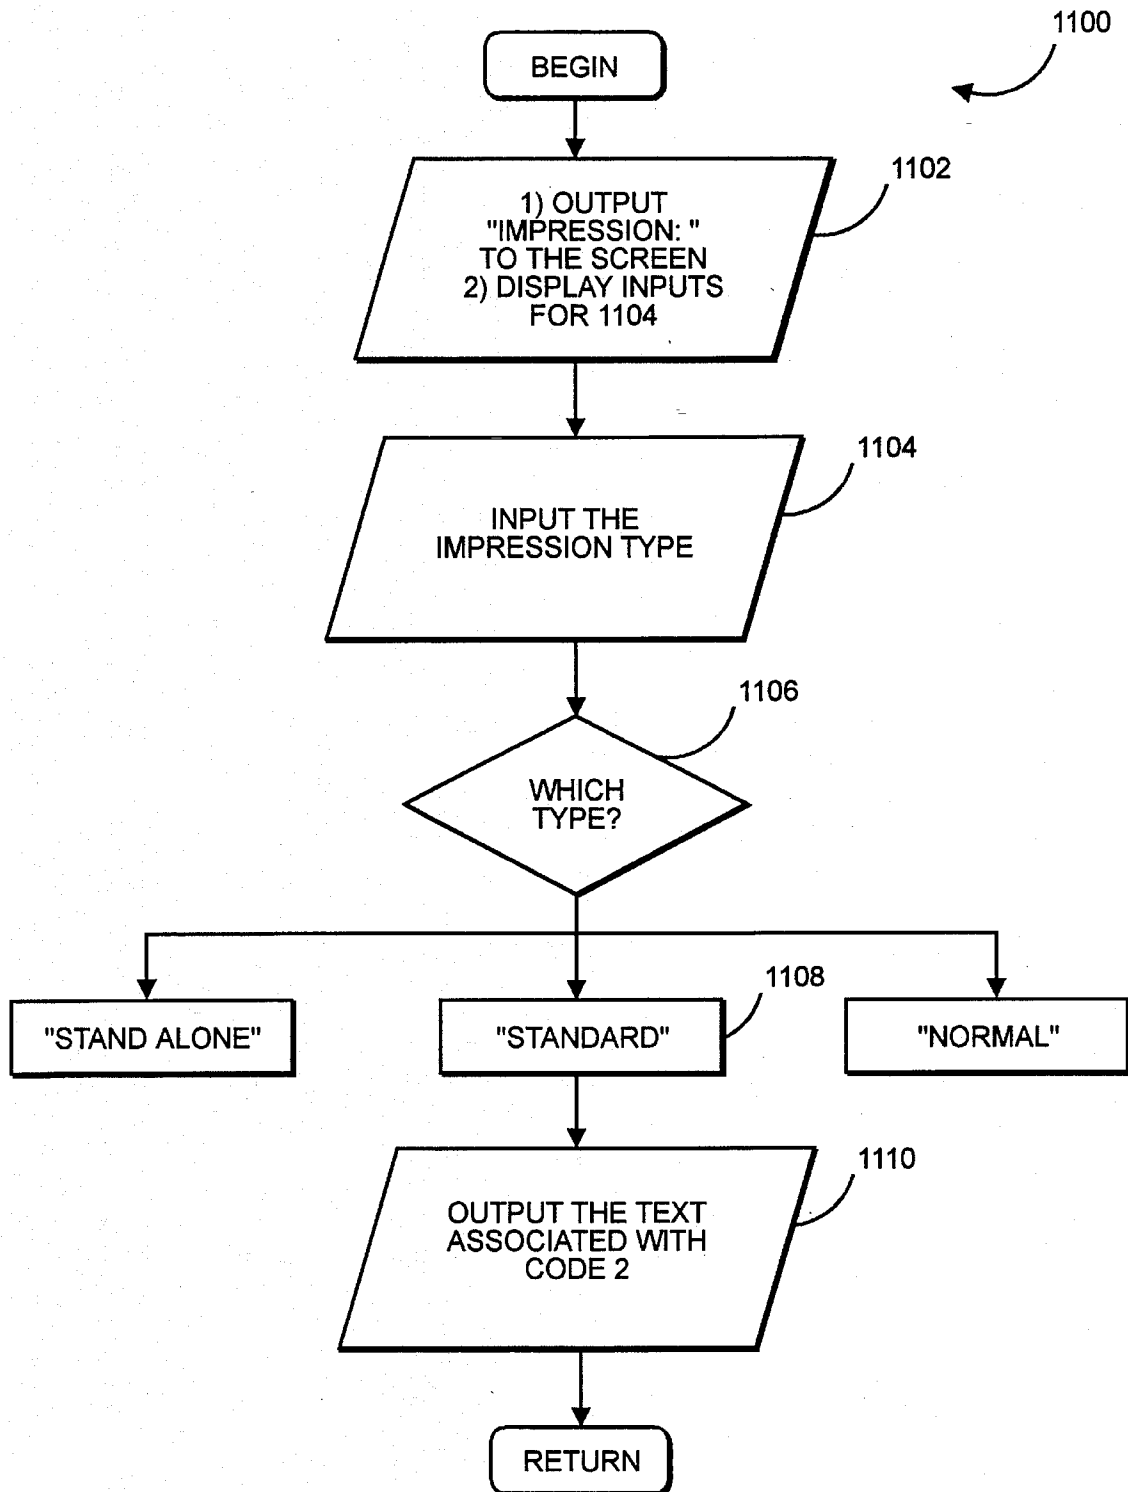 1100
BEGIN
1102
1) OUTPUT
"IMPRESSION: "
TO THE SCREEN
2) DISPLAY INPUTS
FOR 1104
1104
INPUT THE
IMPRESSION TYPE
1106
WHICH
TYPE?
1108
"STAND ALONE"
"STANDARD"
"NORMAL"
1110
OUTPUT THE TEXT
ASSOCIATED WITH
CODE 2
RETURN